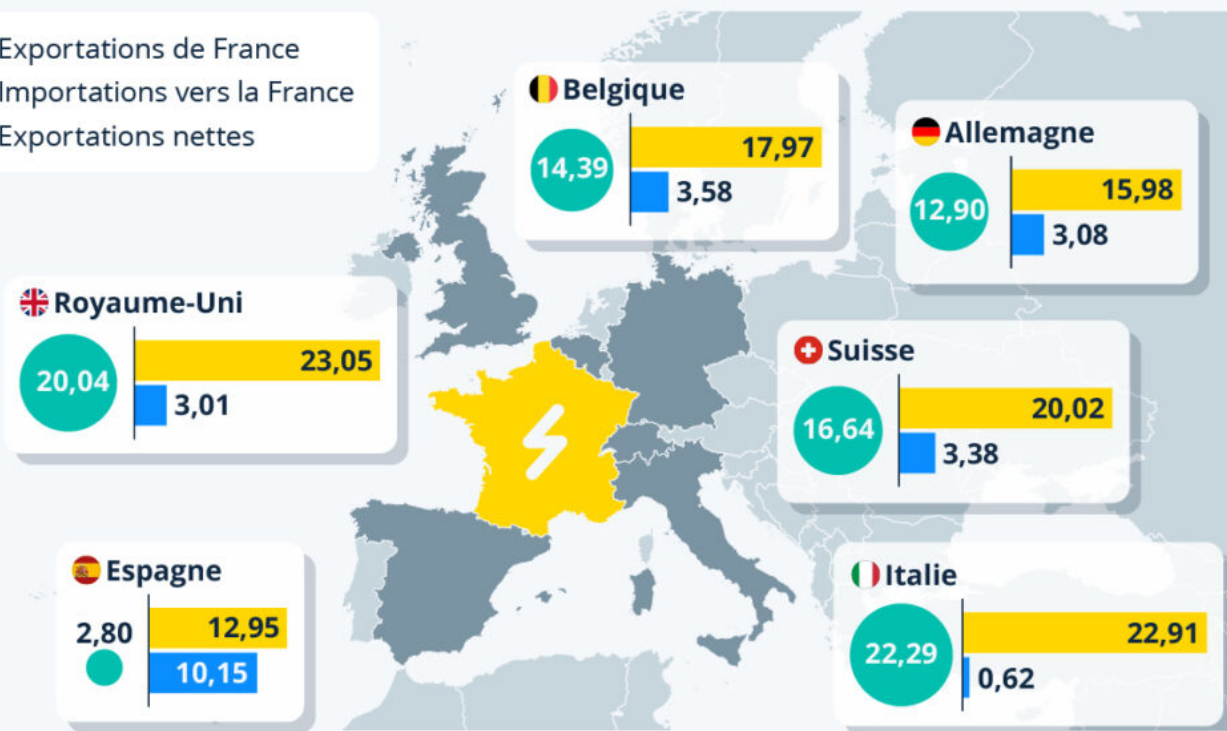 Exportations de France
Importations vers la France
Exportations nettes
Belgique
14,39
17,97
3,58
Allemagne
12,90
15,98
3,08
Royaume-Uni
20,04
23,05
3,01
Suisse
16,64
20,02
3,38
Espagne
2,80
12,95
10,15
Italie
22,29
22,91
0,62